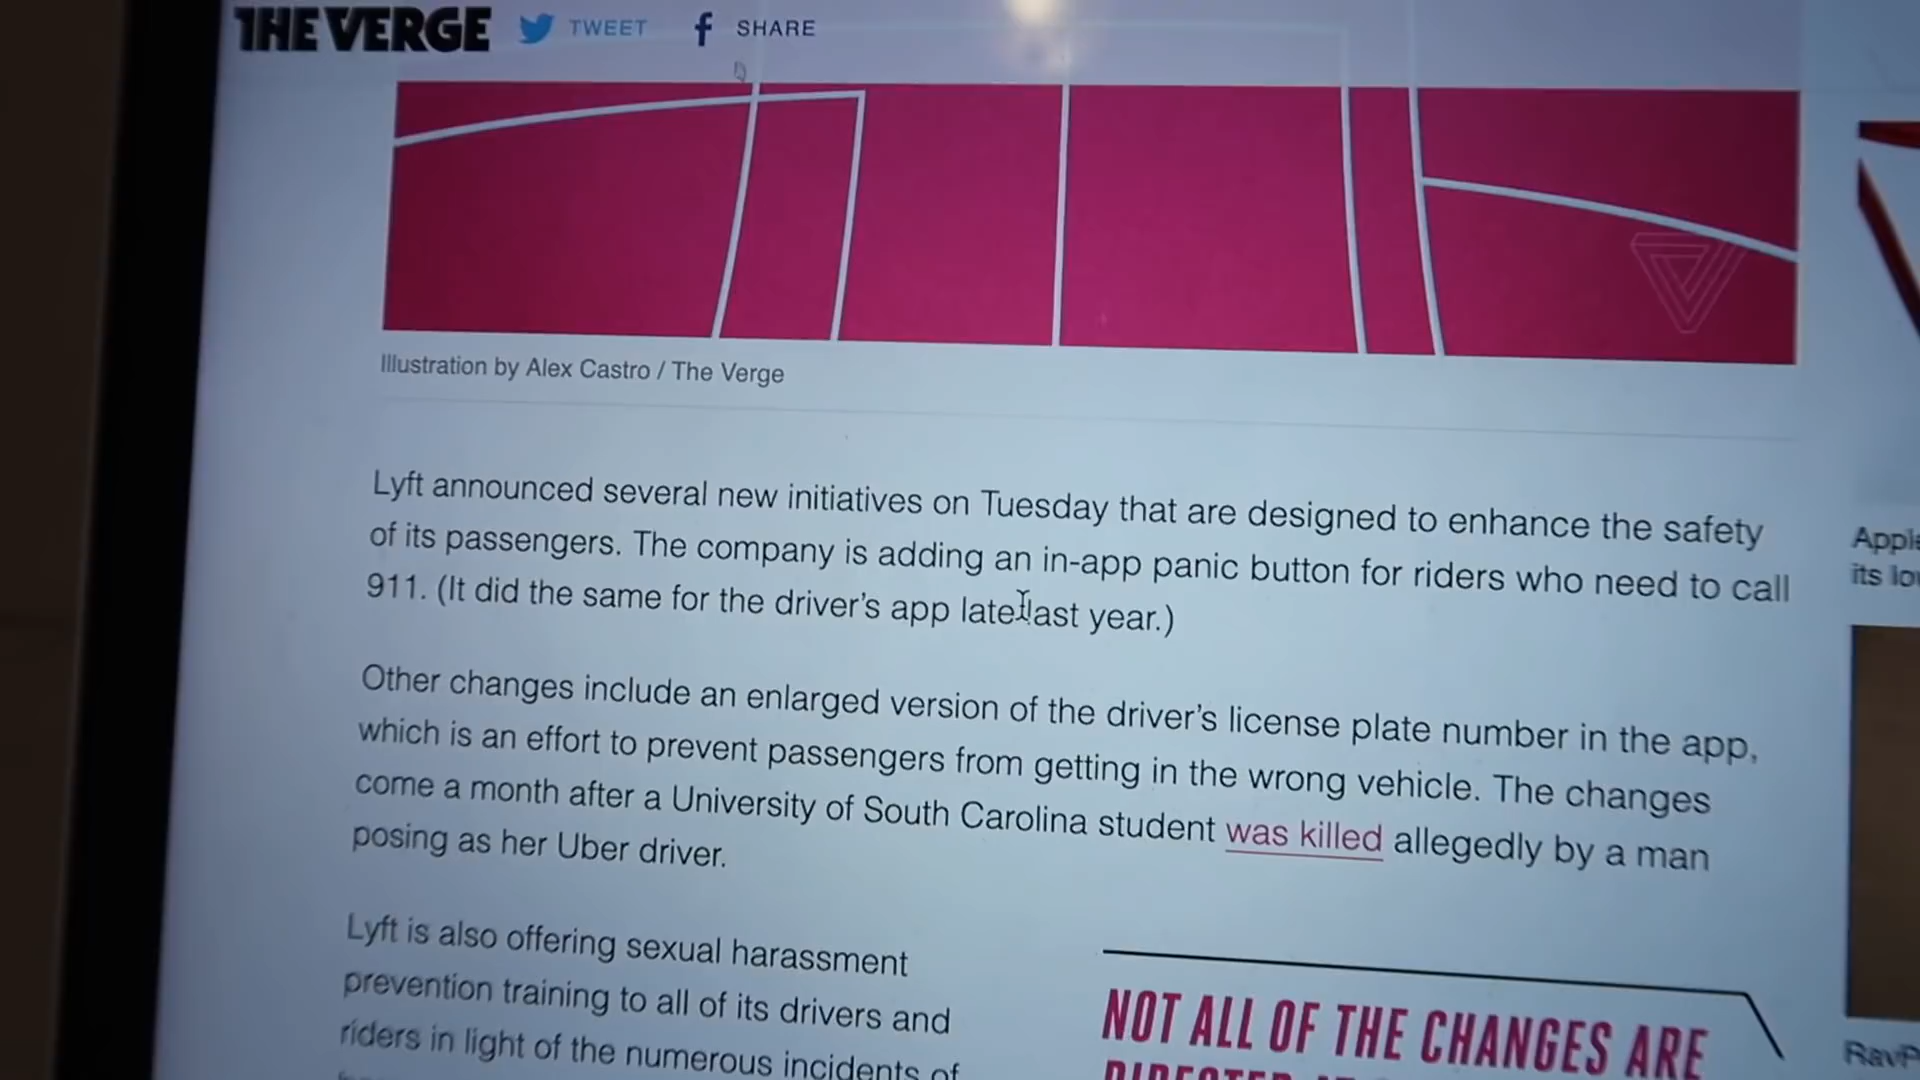 THE VERGE TWEET SHARE
Illustration by Alex Castro / The Verge
Lyft announced several new initiatives on Tuesday that are designed to enhance the safety
of its passengers. The company is adding an in-app panic button for riders who need to call
911. (It did the same for the driver's app late last year.)
Other changes include an enlarged version of the driver's license plate number in the app,
which is an effort to prevent passengers from getting in the wrong vehicle. The changes
come a month after a University of South Carolina student was killed allegedly by a man
posing as her Uber driver.
Lyft is also offering sexual harassment
prevention training to all of its drivers and
riders in light of the numerous incidents of
NOT ALL OF THE CHANGES ARE
Apple
its